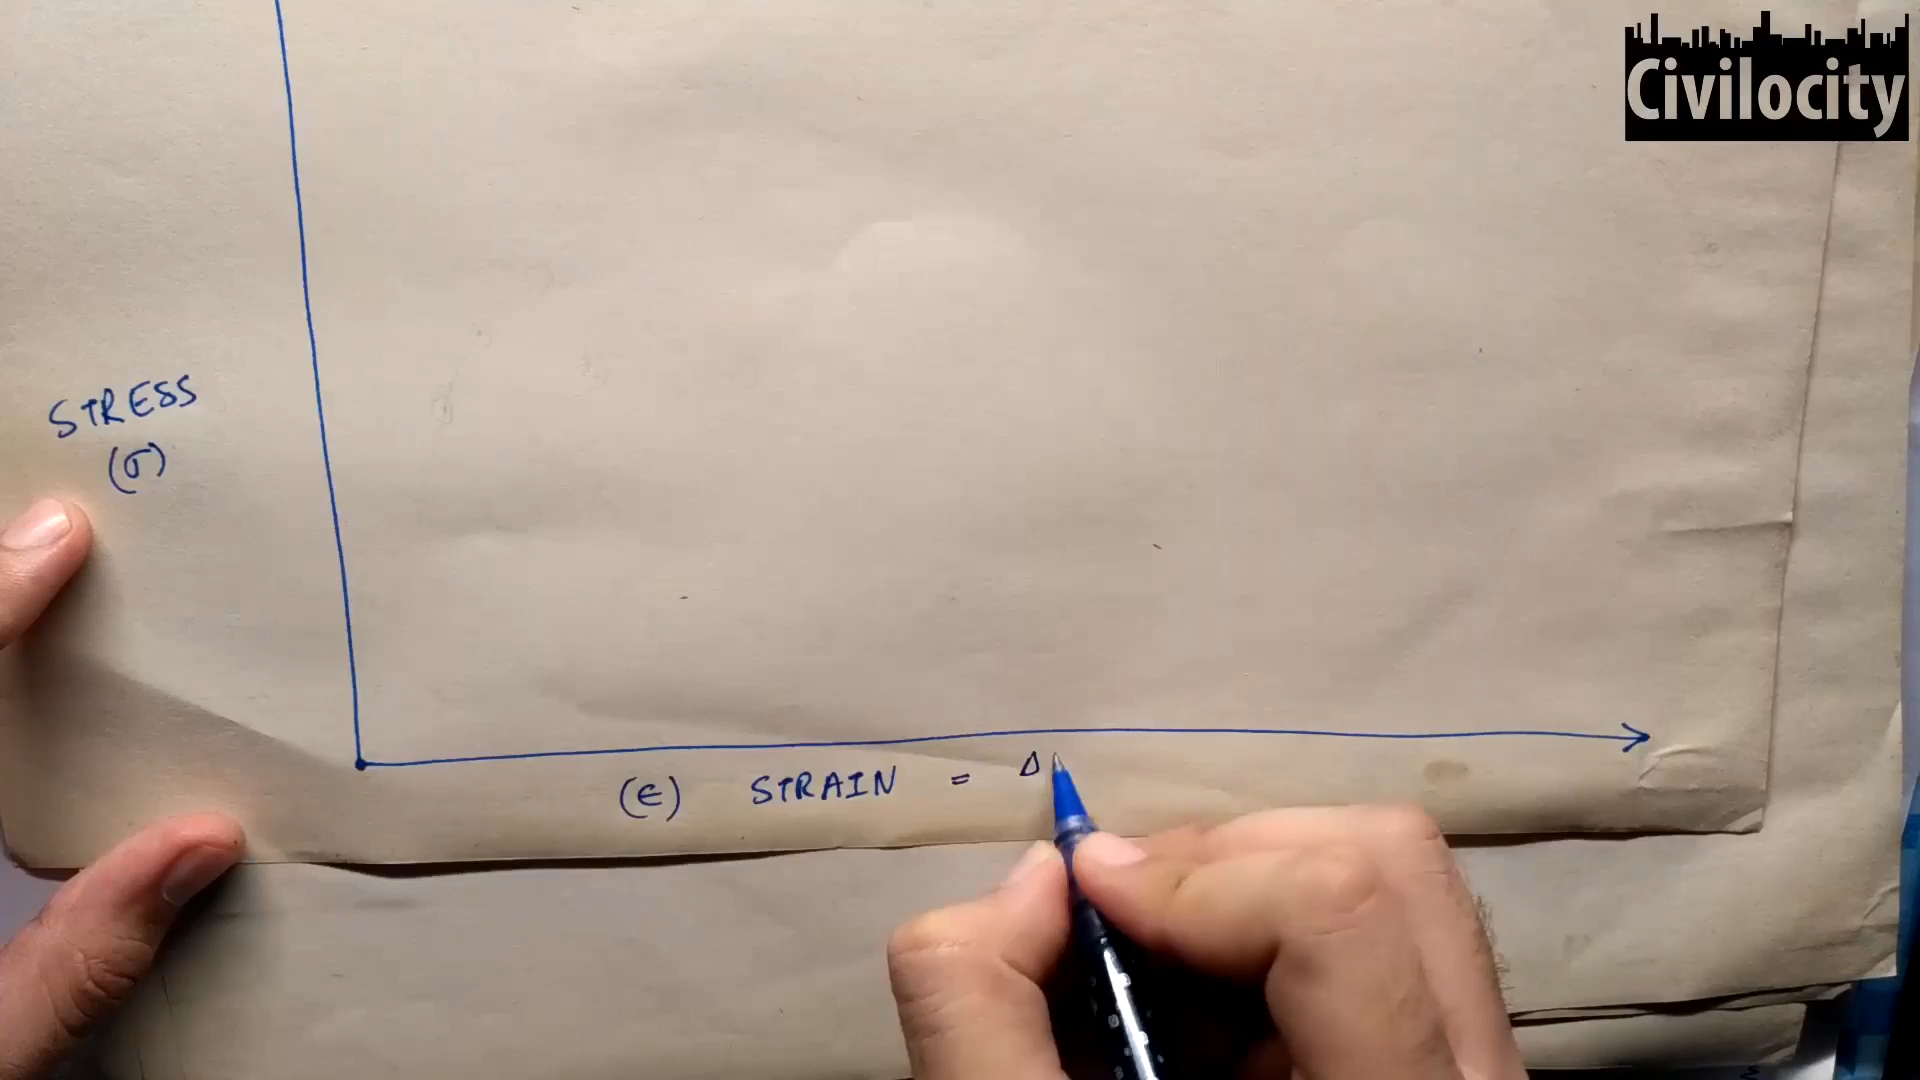 Civilocity
STRESS
(σ)
(ϵ) STRAIN = Δ